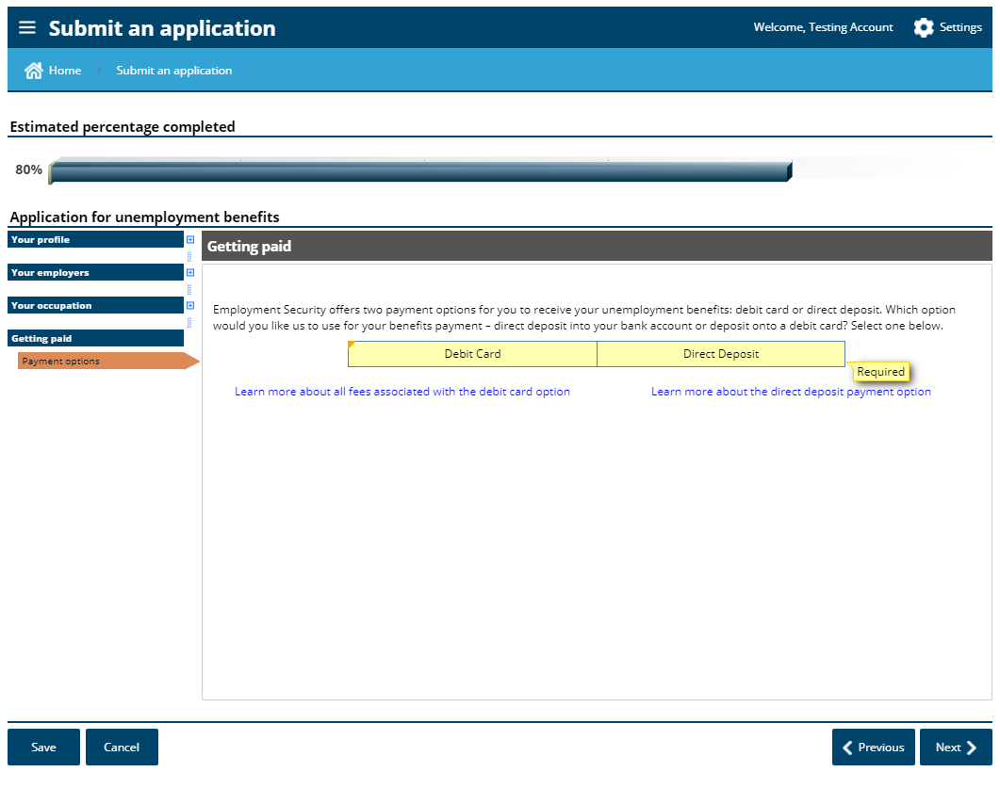 Submit an application
Welcome, Testing Account
Settings
Home
Submit an application
Estimated percentage completed
80%
Application for unemployment benefits
Your profile
Your employers
Your occupation
Getting paid
Payment options
Getting paid
Employment Security offers two payment options for you to receive your unemployment benefits: debit card or direct deposit. Which option
would you like us to use for your benefits payment – direct deposit into your bank account or deposit onto a debit card? Select one below.
Debit Card
Direct Deposit
Required
Learn more about all fees associated with the debit card option
Learn more about the direct deposit payment option
Save
Cancel
Previous
Next